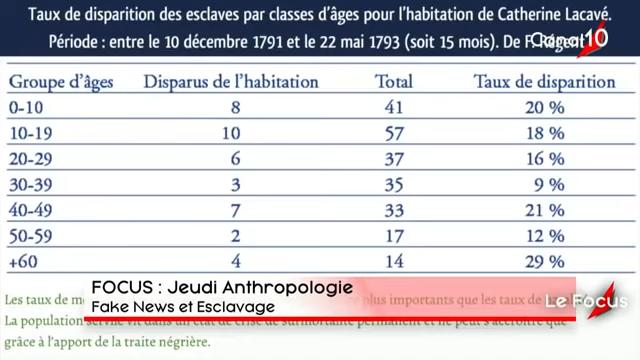 Taux de disparition des esclaves par classes d'âges pour l'habitation de Catherine Lacavé.
Période : entre le 10 décembre 1791 et le 22 mai 1793 (soit 15 mois). De F. Régent
Canal 10
Groupe d'âges Disparus de l'habitation Total Taux de disparition
0-10 8 41 20 %
10-19 10 57 18 %
20-29 6 37 16 %
30-39 3 35 9 %
40-49 7 33 21 %
50-59 2 17 12 %
+60 4 14 29 %
FOCUS : Jeudi Anthropologie
Fake News et Esclavage
Le Focus
Les taux de plus importants que les taux de
La population servile vit dans un état de crise de surmortalité permanent et ne peut s'accroître que
grâce à l'apport de la traite négrière.